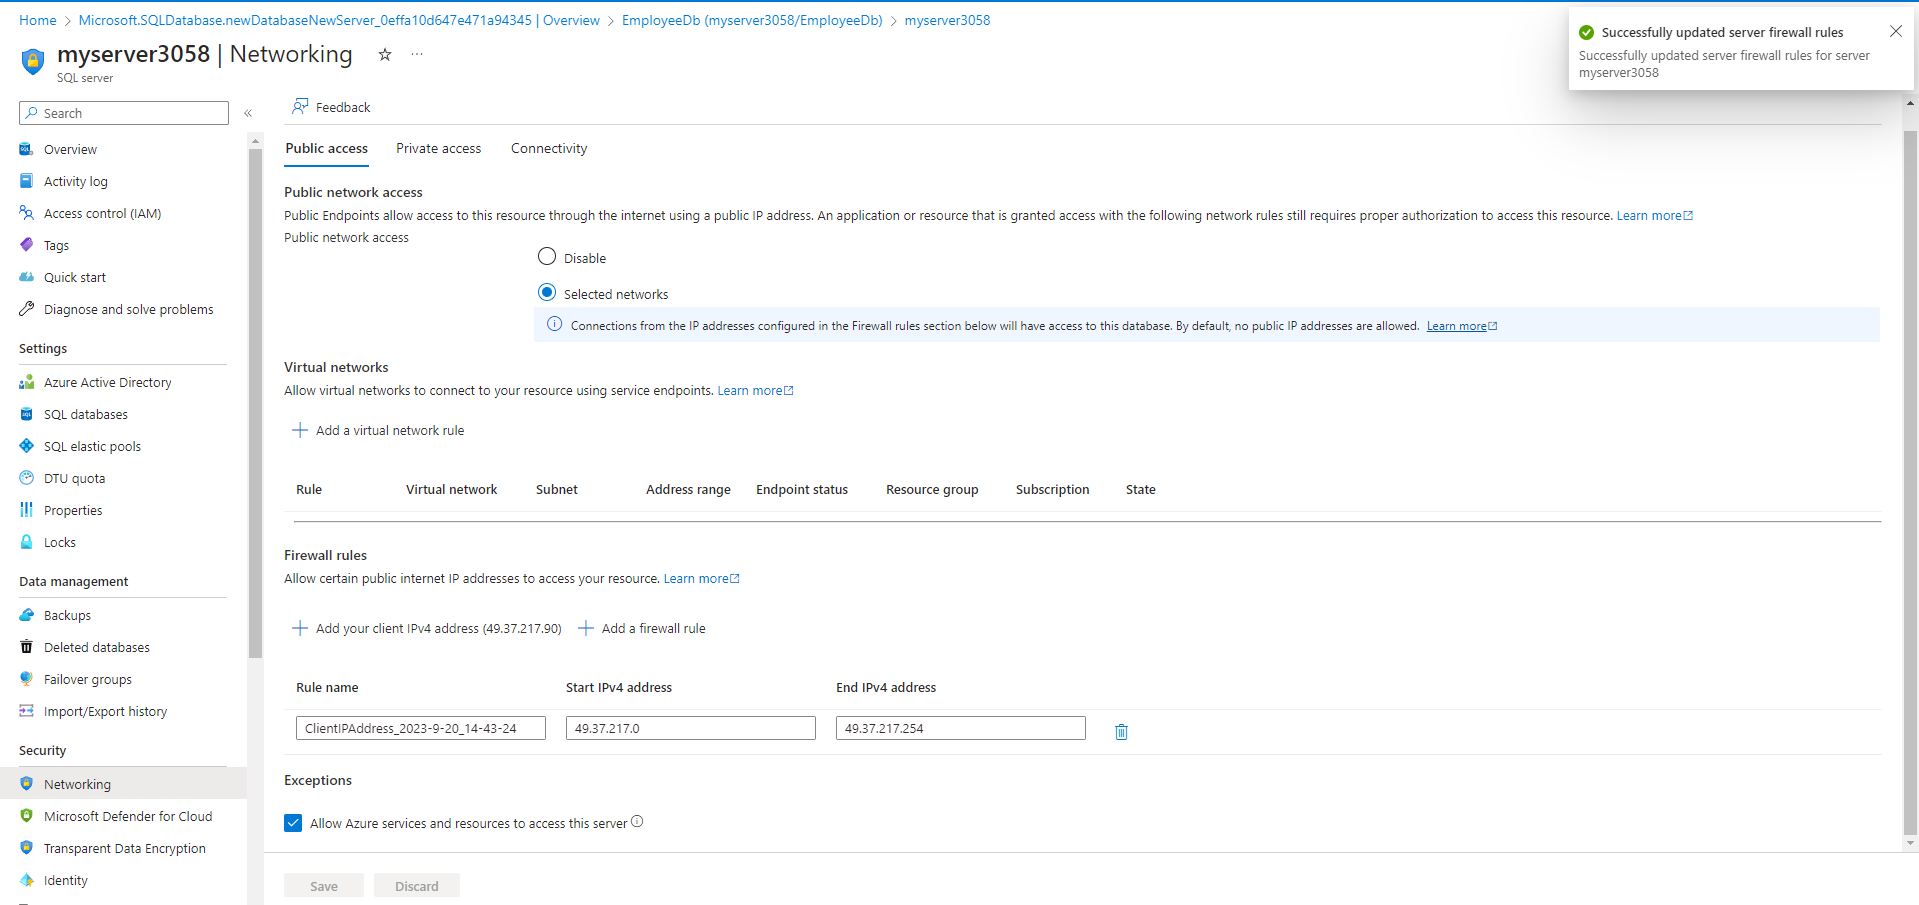 Home > Microsoft.SQLDatabase.newDatabaseNewServer_0effa10d647e471a94345 | Overview > EmployeeDb (myserver3058/EmployeeDb) > myserver3058
myserver3058 | Networking ☆ ···
SQL server
Successfully updated server firewall rules
Successfully updated server firewall rules for server
myserver3058
Search
«
Overview
Activity log
Access control (IAM)
Tags
Quick start
Diagnose and solve problems
Settings
Azure Active Directory
SQL databases
SQL elastic pools
DTU quota
Properties
Locks
Data management
Backups
Deleted databases
Failover groups
Import/Export history
Security
Networking
Microsoft Defender for Cloud
Transparent Data Encryption
Identity
Feedback
Public access Private access Connectivity
Public network access
Public Endpoints allow access to this resource through the internet using a public IP address. An application or resource that is granted access with the following network rules still requires proper authorization to access this resource. Learn more
Public network access
Disable
Selected networks
Connections from the IP addresses configured in the Firewall rules section below will have access to this database. By default, no public IP addresses are allowed. Learn more
Virtual networks
Allow virtual networks to connect to your resource using service endpoints. Learn more
+ Add a virtual network rule
Rule Virtual network Subnet Address range Endpoint status Resource group Subscription State
Firewall rules
Allow certain public internet IP addresses to access your resource. Learn more
+ Add your client IPv4 address (49.37.217.90) + Add a firewall rule
Rule name Start IPv4 address End IPv4 address
ClientIPAddress_2023-9-20_14-43-24 49.37.217.0 49.37.217.254
Exceptions
Allow Azure services and resources to access this server
Save Discard